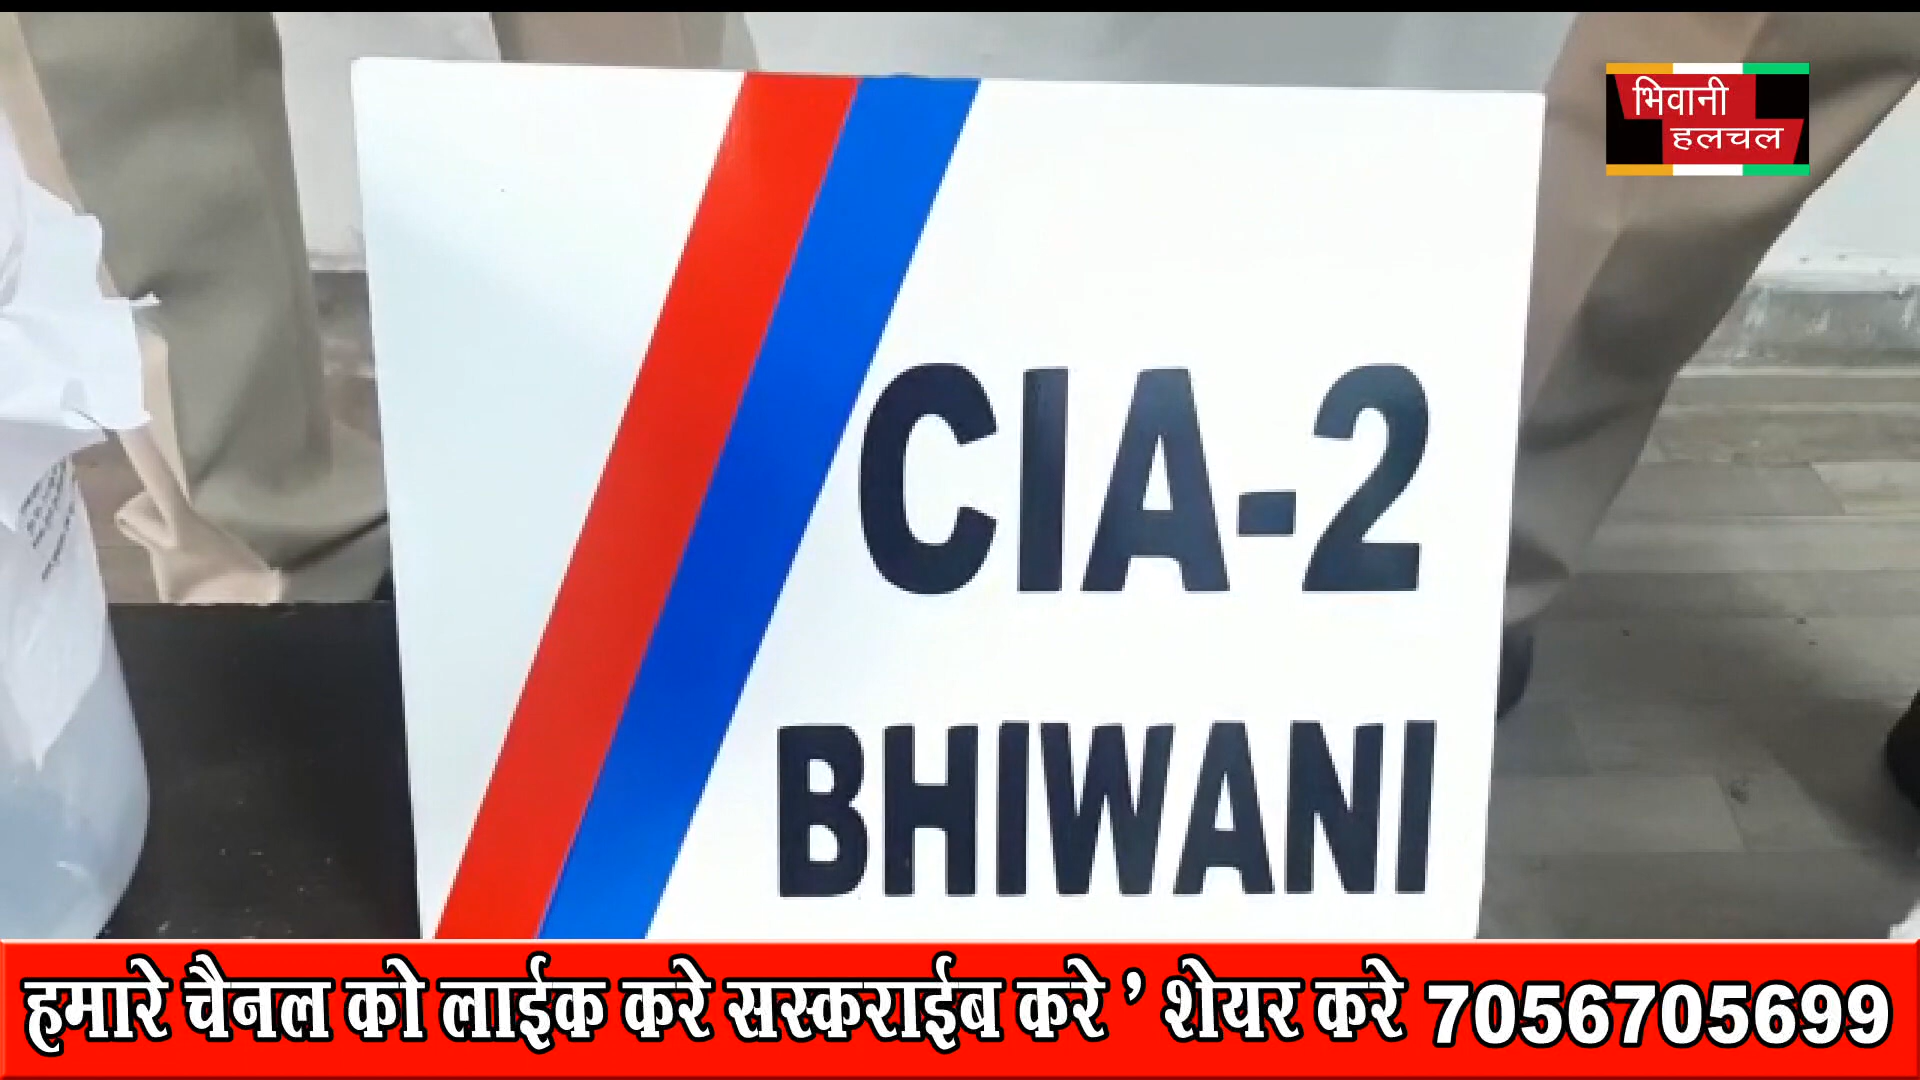 भिवानी
हलचल
CIA-2
BHIWANI
हमारे चैनल को लाईक करे सस्कराईब करे ' शेयर करे 7056705699